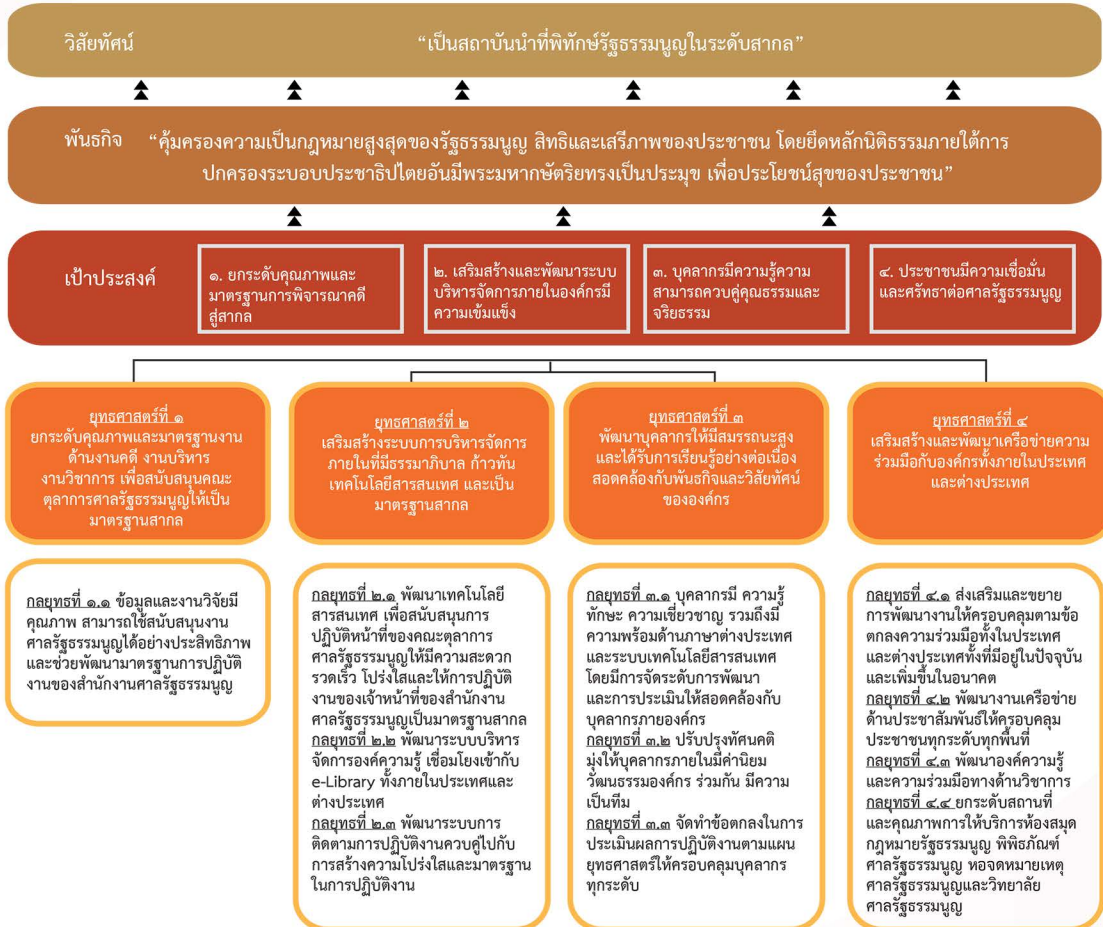 วิสัยทัศน์
“เป็นสถาบันนำที่พิทักษ์รัฐธรรมนูญในระดับสากล”
พันธกิจ
“คุ้มครองความเป็นกฎหมายสูงสุดของรัฐธรรมนูญ สิทธิและเสรีภาพของประชาชน โดยยึดหลักนิติธรรมภายใต้การ
ปกครองระบอบประชาธิปไตยอันมีพระมหากษัตริยทรงเป็นประมุข เพื่อประโยชน์สุขของประชาชน”
เป้าประสงค์
๑. ยกระดับคุณภาพและ
มาตรฐานการพิจารณาคดี
สู่สากล
๒. เสริมสร้างและพัฒนาระบบ
บริหารจัดการภายในองค์กรมี
ความเข้มแข็ง
๓. บุคลากรมีความรู้ความ
สามารถควบคู่คุณธรรมและ
จริยธรรม
๔. ประชาชนมีความเชื่อมั่น
และศรัทธาต่อศาลรัฐธรรมนูญ
ยุทธศาสตร์ที่ ๑
ยกระดับคุณภาพและมาตรฐานงาน
ด้านงานคดี งานบริหาร
งานวิชาการ เพื่อสนับสนุนคณะ
ตุลาการศาลรัฐธรรมนูญให้เป็น
มาตรฐานสากล
ยุทธศาสตร์ที่ ๒
เสริมสร้างระบบการบริหารจัดการ
ภายในที่มีธรรมาภิบาล ก้าวทัน
เทคโนโลยีสารสนเทศ และเป็น
มาตรฐานสากล
ยุทธศาสตร์ที่ ๓
พัฒนาบุคลากรให้มีสมรรถนะสูง
และได้รับการเรียนรู้อย่างต่อเนื่อง
สอดคล้องกับพันธกิจและวิสัยทัศน์
ขององค์กร
ยุทธศาสตร์ที่ ๔
เสริมสร้างและพัฒนาเครือข่ายความ
ร่วมมือกับองค์กรทั้งภายในประเทศ
และต่างประเทศ
กลยุทธที่ ๑.๑ ข้อมูลและงานวิจัยมี
คุณภาพ สามารถใช้สนับสนุนงาน
ศาลรัฐธรรมนูญได้อย่างประสิทธิภาพ
และช่วยพัฒนามาตรฐานการปฏิบัติ
งานของสำนักงานศาลรัฐธรรมนูญ
กลยุทธที่ ๒.๑ พัฒนาเทคโนโลยี
สารสนเทศ เพื่อสนับสนุนการ
ปฏิบัติหน้าที่ของคณะตุลาการ
ศาลรัฐธรรมนูญให้มีความสะดวก
รวดเร็ว โปร่งใสและให้การปฏิบัติ
งานของเจ้าหน้าที่ของสำนักงาน
ศาลรัฐธรรมนูญเป็นมาตรฐานสากล
กลยุทธที่ ๒.๒ พัฒนาระบบบริหาร
จัดการองค์ความรู้ เชื่อมโยงเข้ากับ
e-Library ทั้งภายในประเทศและ
ต่างประเทศ
กลยุทธที่ ๒.๓ พัฒนาระบบการ
ติดตามการปฏิบัติงานควบคู่ไปกับ
การสร้างความโปร่งใสและมาตรฐาน
ในการปฏิบัติงาน
กลยุทธที่ ๓.๑ บุคลากรมี ความรู้
ทักษะ ความเชี่ยวชาญ รวมถึงมี
ความพร้อมด้านภาษาต่างประเทศ
และระบบเทคโนโลยีสารสนเทศ
โดยมีการจัดระดับการพัฒนา
และการประเมินให้สอดคล้องกับ
บุคลากรภายองค์กร
กลยุทธที่ ๓.๒ ปรับปรุงทัศนคติ
มุ่งให้บุคลากรภายในมีค่านิยม
วัฒนธรรมองค์กร ร่วมกัน มีความ
เป็นทีม
กลยุทธที่ ๓.๓ จัดทำข้อตกลงในการ
ประเมินผลการปฏิบัติงานตามแผน
ยุทธศาสตร์ให้ครอบคลุมบุคลากร
ทุกระดับ
กลยุทธที่ ๔.๑ ส่งเสริมและขยาย
การพัฒนางานให้ครอบคลุมตามข้อ
ตกลงความร่วมมือทั้งในประเทศ
และต่างประเทศทั้งที่มีอยู่ในปัจจุบัน
และเพิ่มขึ้นในอนาคต
กลยุทธที่ ๔.๒ พัฒนางานเครือข่าย
ด้านประชาสัมพันธ์ให้ครอบคลุม
ประชาชนทุกระดับทุกพื้นที่
กลยุทธที่ ๔.๓ พัฒนาองค์ความรู้
และความร่วมมือทางด้านวิชาการ
กลยุทธที่ ๔.๔ ยกระดับสถานที่
และคุณภาพการให้บริการห้องสมุด
กฎหมายรัฐธรรมนูญ พิพิธภัณฑ์
ศาลรัฐธรรมนูญ หอจดหมายเหตุ
ศาลรัฐธรรมนูญและวิทยาลัย
ศาลรัฐธรรมนูญ